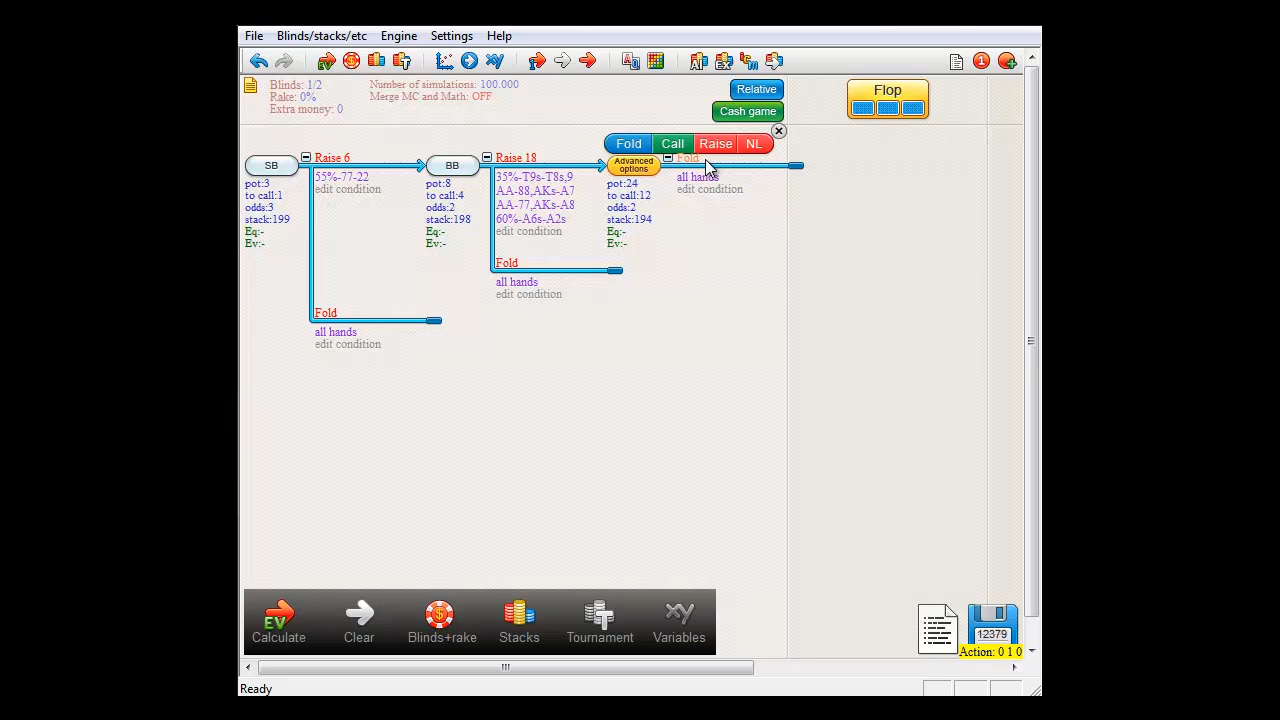 File Blinds/stacks/etc Engine Settings Help
Blinds: 1/2
Rake: 0%
Extra money: 0
Number of simulations: 100.000
Merge MC and Math: OFF
Relative
Cash game
Flop
Fold Call Raise NL
SB
Raise 6
BB
Raise 18
Advanced options
Fold
pot:3
to call:1
odds:3
stack:199
Eq:-
Ev:-
55%-77-22
edit condition
pot:8
to call:4
odds:2
stack:198
Eq:-
Ev:-
35%-T9s-T8s,9
AA-88,AKs-A7
AA-77,AKs-A8
60%-A6s-A2s
edit condition
pot:24
to call:12
odds:2
stack:194
Eq:-
Ev:-
all hands
edit condition
Fold
all hands
edit condition
Fold
all hands
edit condition
EV
Calculate
Clear
Blinds+rake
Stacks
Tournament
XY
Variables
12379
Action: 0 1 0
Ready